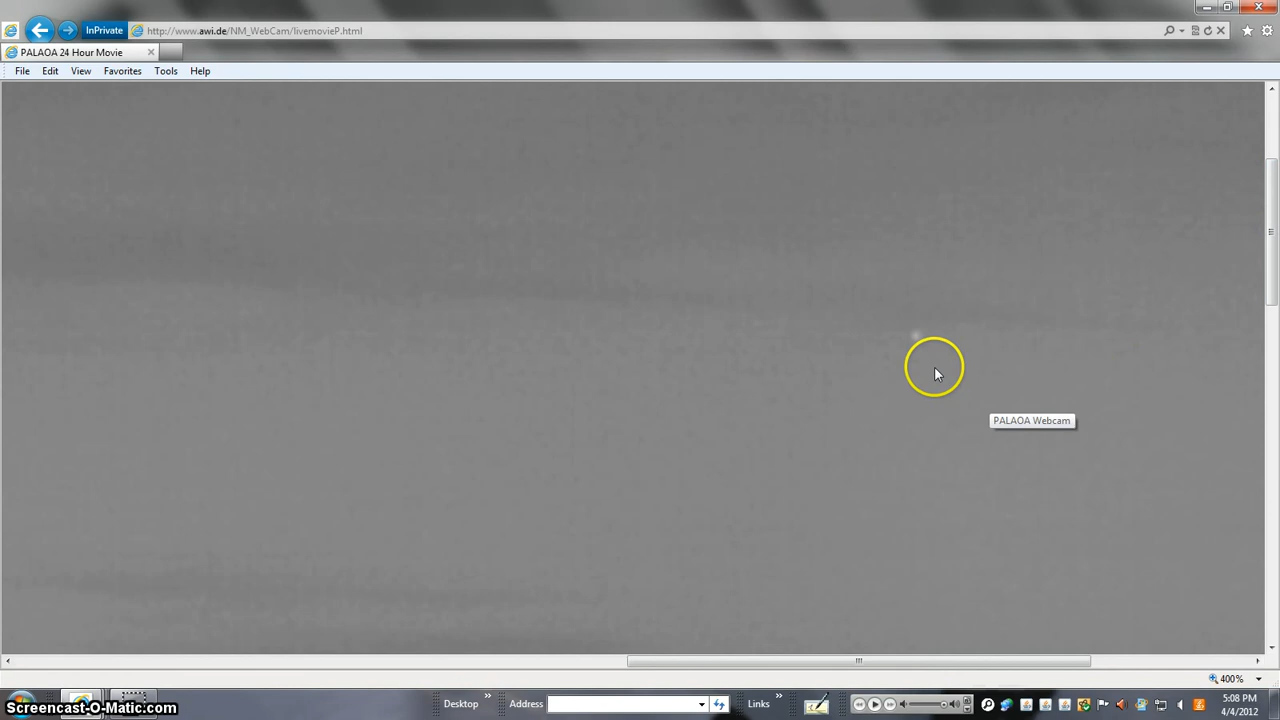 InPrivate
http://www.awi.de/NM_WebCam/livemovieP.html
PALAOA 24 Hour Movie
File Edit View Favorites Tools Help
PALAOA Webcam
400%
Desktop
Address
Links
5:08 PM
4/4/2012
Screencast-O-Matic.com